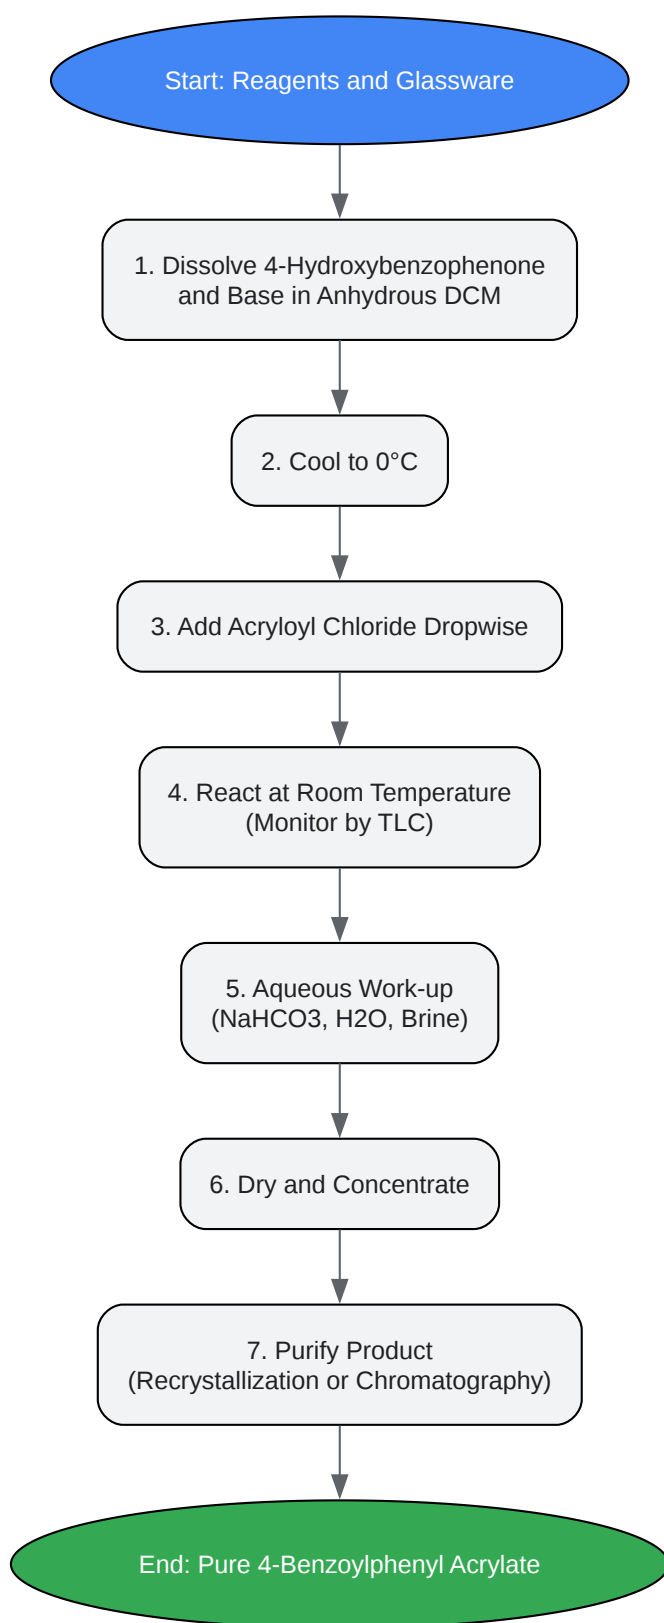 Start: Reagents and Glassware
1. Dissolve 4-Hydroxybenzophenone
and Base in Anhydrous DCM
2. Cool to 0°C
3. Add Acryloyl Chloride Dropwise
4. React at Room Temperature
(Monitor by TLC)
5. Aqueous Work-up
(NaHCO3, H2O, Brine)
6. Dry and Concentrate
7. Purify Product
(Recrystallization or Chromatography)
End: Pure 4-Benzoylphenyl Acrylate